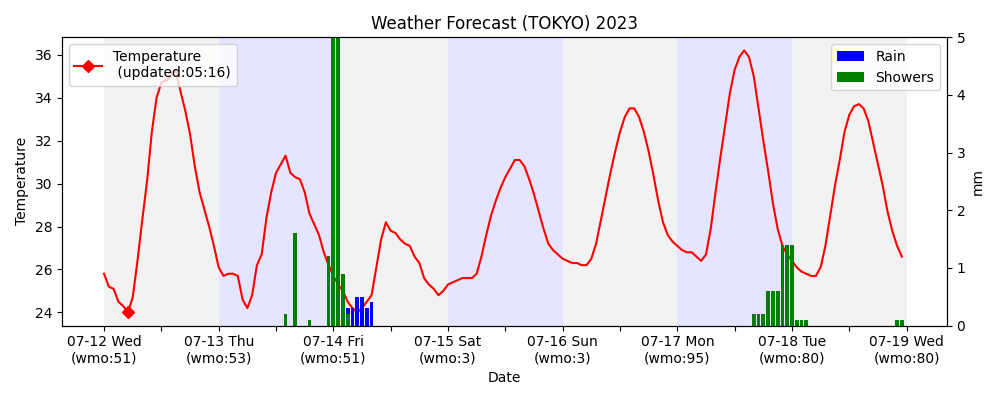 Weather Forecast (TOKYO) 2023
Temperature
(updated:05:16)
Rain
Showers
36
34
32
30
28
26
24
Temperature
5
4
3
2
1
0
mm
07-12 Wed
(wmo:51)
07-13 Thu
(wmo:53)
07-14 Fri
(wmo:51)
07-15 Sat
(wmo:3)
07-16 Sun
(wmo:3)
07-17 Mon
(wmo:95)
07-18 Tue
(wmo:80)
07-19 Wed
(wmo:80)
Date